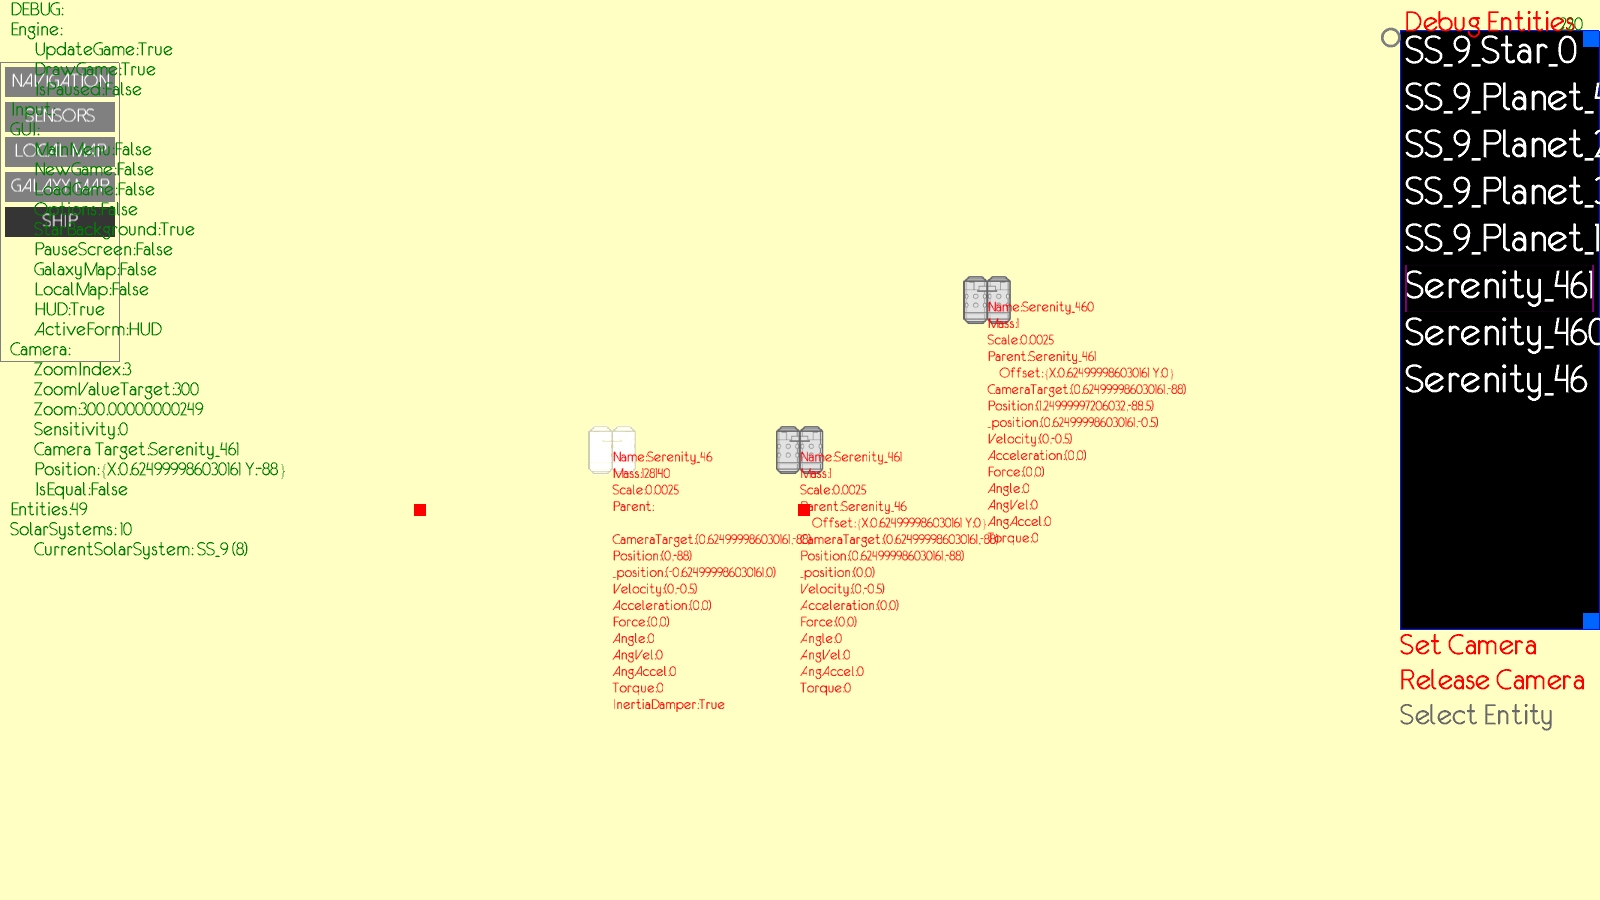 DEBUG:
Engine:
UpdateGame:True
DrawGame:True
IsPaused:False
Input
GUI:
MainMenu:False
NewGame:False
LoadGame:False
Options:False
StarBackground:True
PauseScreen:False
GalaxyMap:False
LocalMap:False
HUD:True
ActiveForm:HUD
Camera:
ZoomIndex:3
ZoomValueTarget:300
Zoom:300.00000000249
Sensitivity:0
Camera Target:Serenity_461
Position:{X:0.62499998603016 Y:-88}
IsEqual:False
Entities:49
SolarSystems: 10
CurrentSolarSystem: SS_9 (8)
NAVIGATION
SENSORS
LOCAL MAP
GALAXY MAP
SHIP
Name:Serenity_46
Mass:128140
Scale:0.0025
Parent:
CameraTarget:(0.624999986030161,-88)
Position:(0,-88)
_position:(-0.624999986030161,0)
Velocity:(0,-0.5)
Acceleration:(0,0)
Force:(0,0)
Angle:0
AngVel:0
AngAccel:0
Torque:0
InertiaDamper:True
Name:Serenity_461
Mass:1
Scale:0.0025
Parent:Serenity_46
Offset:{X:0.624999986030161 Y:0}
CameraTarget:(0.624999986030161,-88)
Position:(0.624999986030161,-88)
_position:(0,0)
Velocity:(0,-0.5)
Acceleration:(0,0)
Force:(0,0)
Angle:0
AngVel:0
AngAccel:0
Torque:0
Name:Serenity_460
Mass:1
Scale:0.0025
Parent:Serenity_461
Offset:{X:0.624999986030161 Y:0}
CameraTarget:(0.624999986030161,-88)
Position:(1.24999997206032,-88.5)
_position:(0.624999986030161,-0.5)
Velocity:(0,-0.5)
Acceleration:(0,0)
Force:(0,0)
Angle:0
AngVel:0
AngAccel:0
Torque:0
Debug Entities
SS_9_Star_0
SS_9_Planet_4
SS_9_Planet_2
SS_9_Planet_3
SS_9_Planet_1
Serenity_461
Serenity_460
Serenity_46
Set Camera
Release Camera
Select Entity